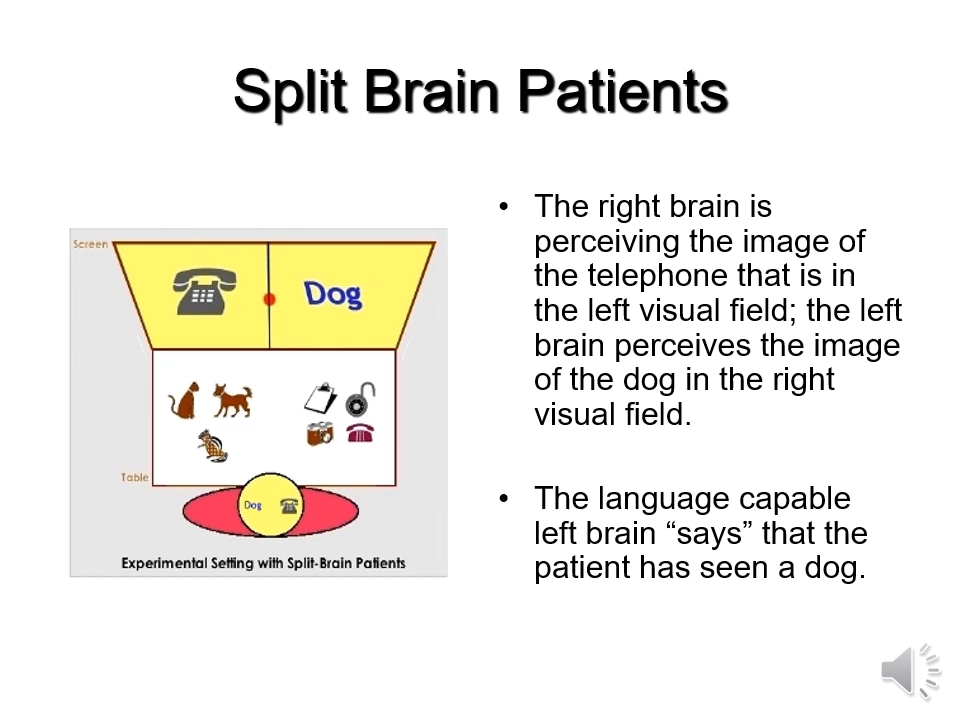 Split Brain Patients
Screen
Dog
Table
Dog
Experimental Setting with Split-Brain Patients
• The right brain is
perceiving the image of
the telephone that is in
the left visual field; the left
brain perceives the image
of the dog in the right
visual field.
• The language capable
left brain “says” that the
patient has seen a dog.